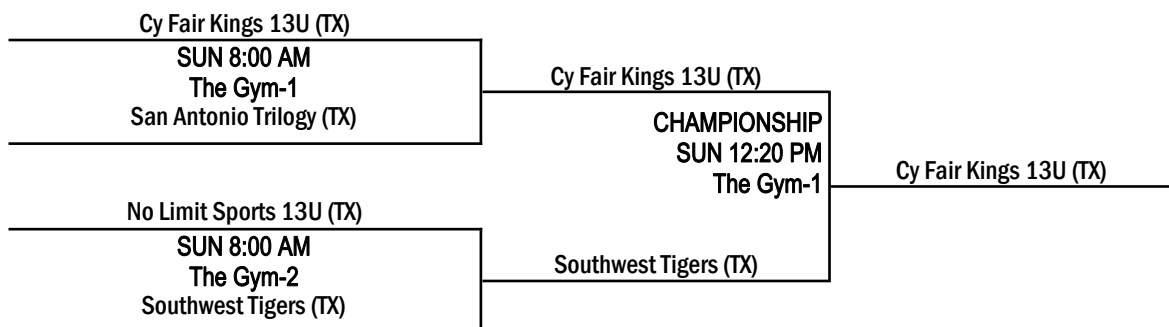 Cy Fair Kings 13U (TX)
SUN 8:00 AM
The Gym-1
San Antonio Trilogy (TX)
No Limit Sports 13U (TX)
SUN 8:00 AM
The Gym-2
Southwest Tigers (TX)
Cy Fair Kings 13U (TX)
CHAMPIONSHIP
SUN 12:20 PM
The Gym-1
Southwest Tigers (TX)
Cy Fair Kings 13U (TX)